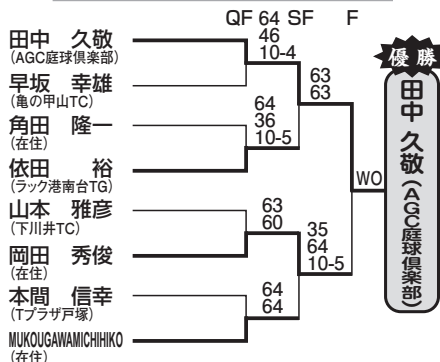 QF 64 SF F
46
10-4
田中 久敬
(AGC庭球倶楽部)
早坂 幸雄
(亀の甲山TC)
角田 隆一
(在住)
依田 裕
(ラック港南台TG)
山本 雅彦
(下川井TC)
岡田 秀俊
(在住)
本間 信幸
(Tプラザ戸塚)
MUKOUGAWAMICHIHIKO
(在住)
64
36
10-5
63
60
64
64
63
63
35
64
10-5
WO
優勝
田中 久敬(AGC庭球倶楽部)